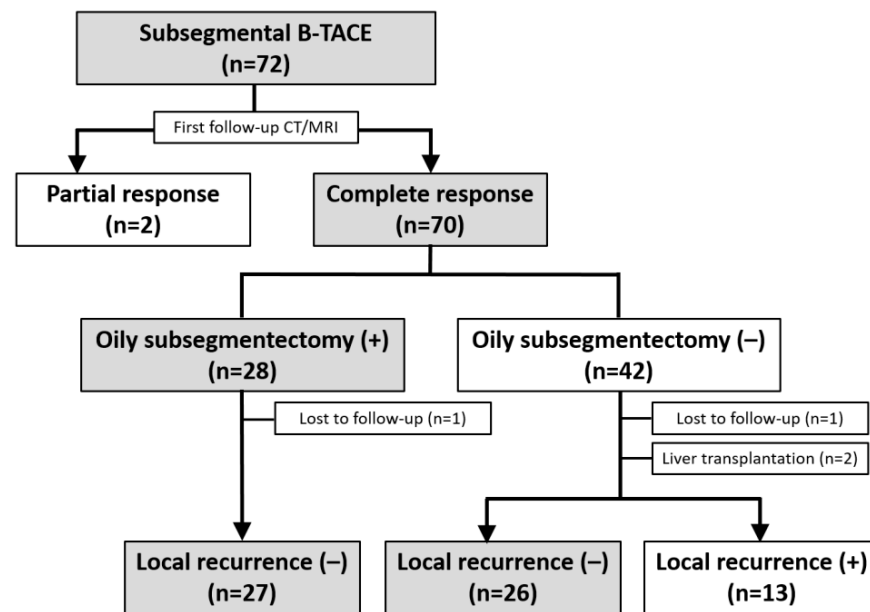 Subsegmental B-TACE
(n=72)
First follow-up CT/MRI
Partial response
(n=2)
Complete response
(n=70)
Oily subsegmentectomy (+)
(n=28)
Oily subsegmentectomy (–)
(n=42)
Lost to follow-up (n=1)
Lost to follow-up (n=1)
Liver transplantation (n=2)
Local recurrence (–)
(n=27)
Local recurrence (–)
(n=26)
Local recurrence (+)
(n=13)